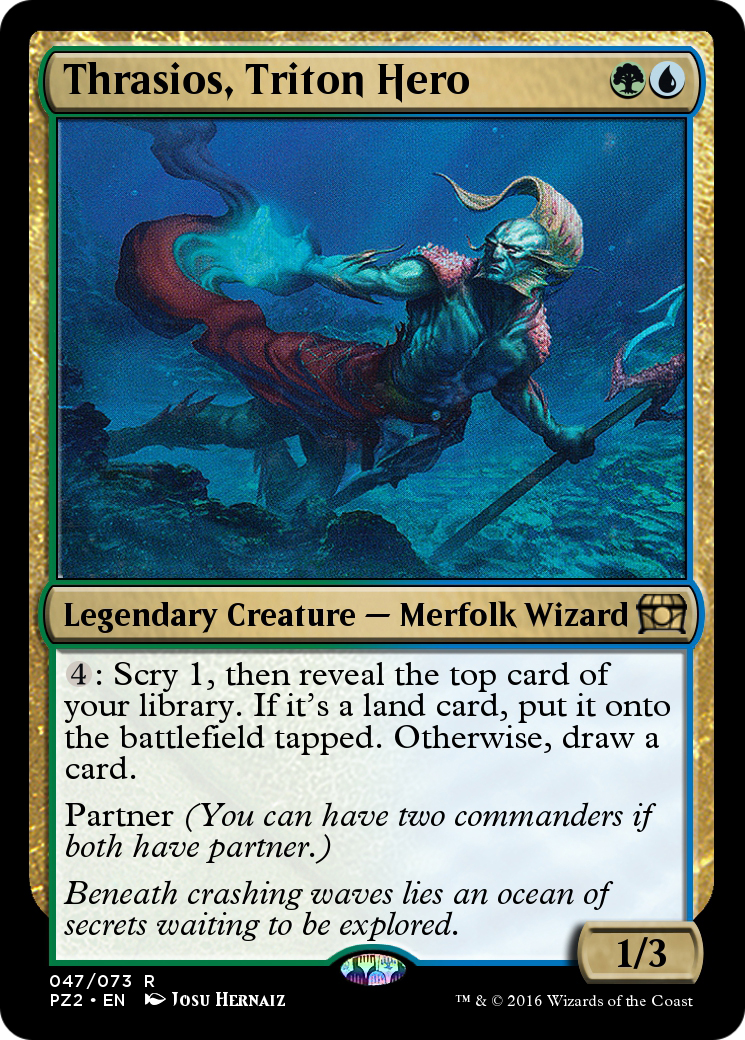 Thrasios, Triton Hero
Legendary Creature — Merfolk Wizard
4: Scry 1, then reveal the top card of
your library. If it's a land card, put it onto
the battlefield tapped. Otherwise, draw a
card.
Partner (You can have two commanders if
both have partner.)
Beneath crashing waves lies an ocean of
secrets waiting to be explored.
1/3
047/073 R
PZ2 • EN Josu Hernaiz
™ & © 2016 Wizards of the Coast